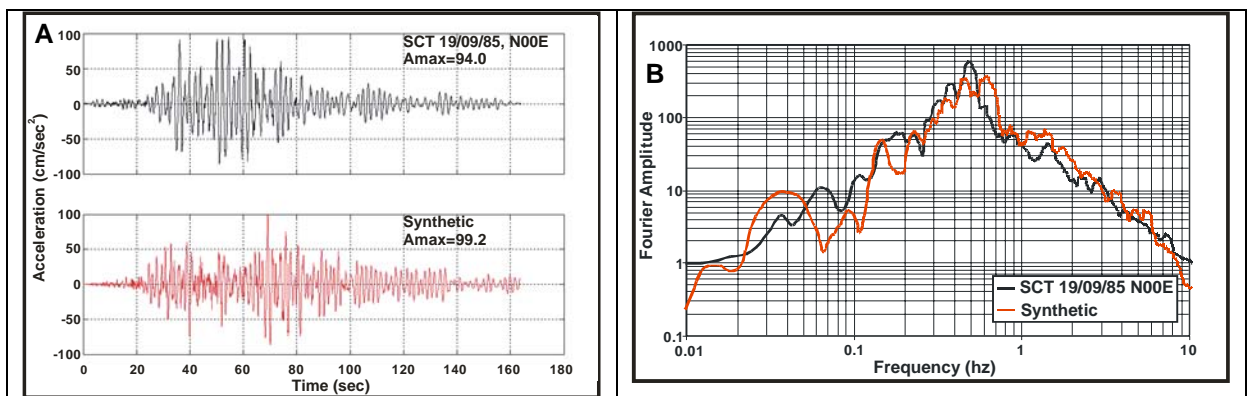 A
SCT 19/09/85, N00E
Amax=94.0
100
50
0
-50
-100
Synthetic
Amax=99.2
100
50
0
-50
-100
Acceleration (cm/sec²)
0 20 40 60 80 100 120 140 160 180
Time (sec)
B
1000
100
10
1
0.1
Fourier Amplitude
SCT 19/09/85 N00E
Synthetic
0.01 0.1 1 10
Frequency (hz)